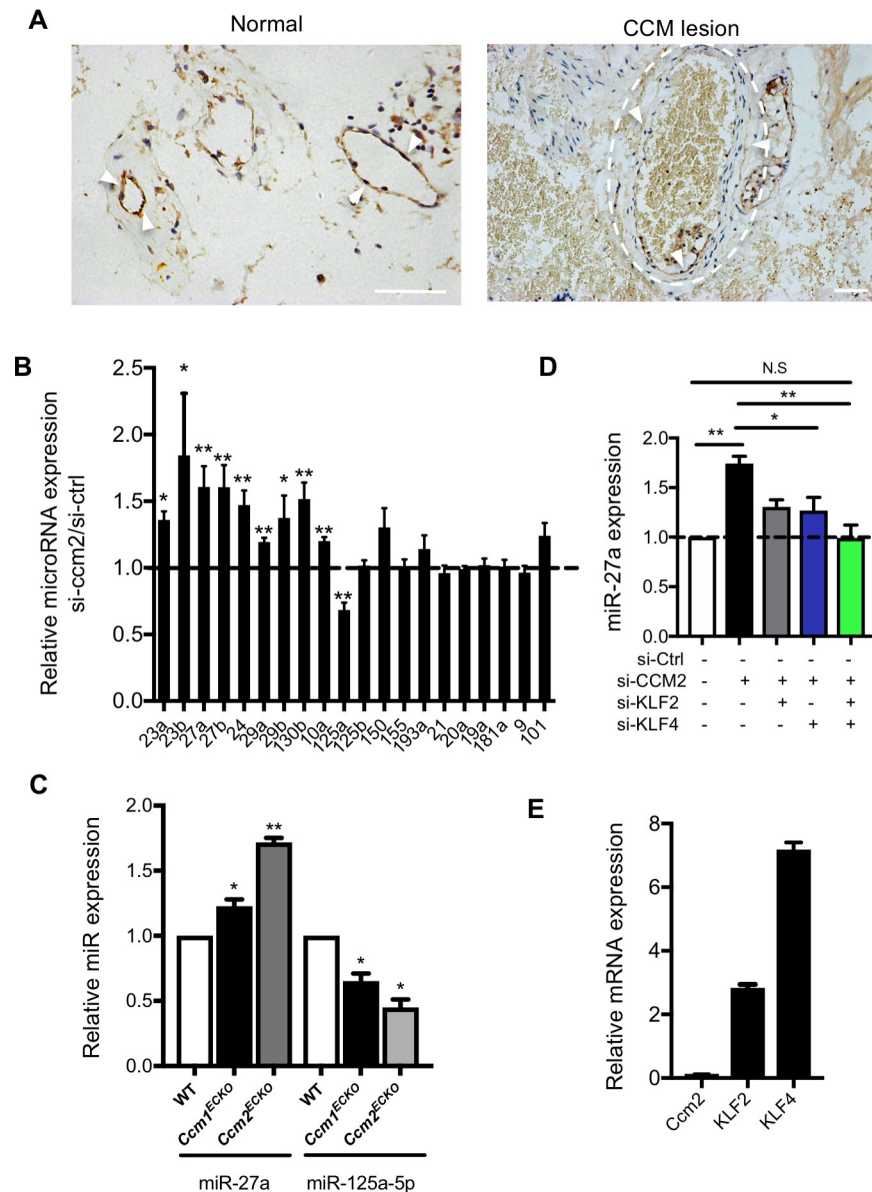 A
Normal
CCM lesion
B
Relative microRNA expression
si-ccm2/si-ctrl
2.5
2.0
1.5
1.0
0.5
0.0
* * ** ** ** ** * ** ** **
23a 23b 27a 27b 24 29a 29b 130b 10a 125a 125b 150 155 193a 21 20a 19a 181a 9 101
D
N.S
**
*
**
miR-27a expression
2.0
1.5
1.0
0.5
0.0
si-Ctrl - - - - -
si-CCM2 - + + + +
si-KLF2 - - + - +
si-KLF4 - - - + +
C
Relative miR expression
2.0
1.5
1.0
0.5
0.0
* ** * *
WT Ccm1ECKO Ccm2ECKO WT Ccm1ECKO Ccm2ECKO
miR-27a miR-125a-5p
E
Relative mRNA expression
8
6
4
2
0
Ccm2 KLF2 KLF4